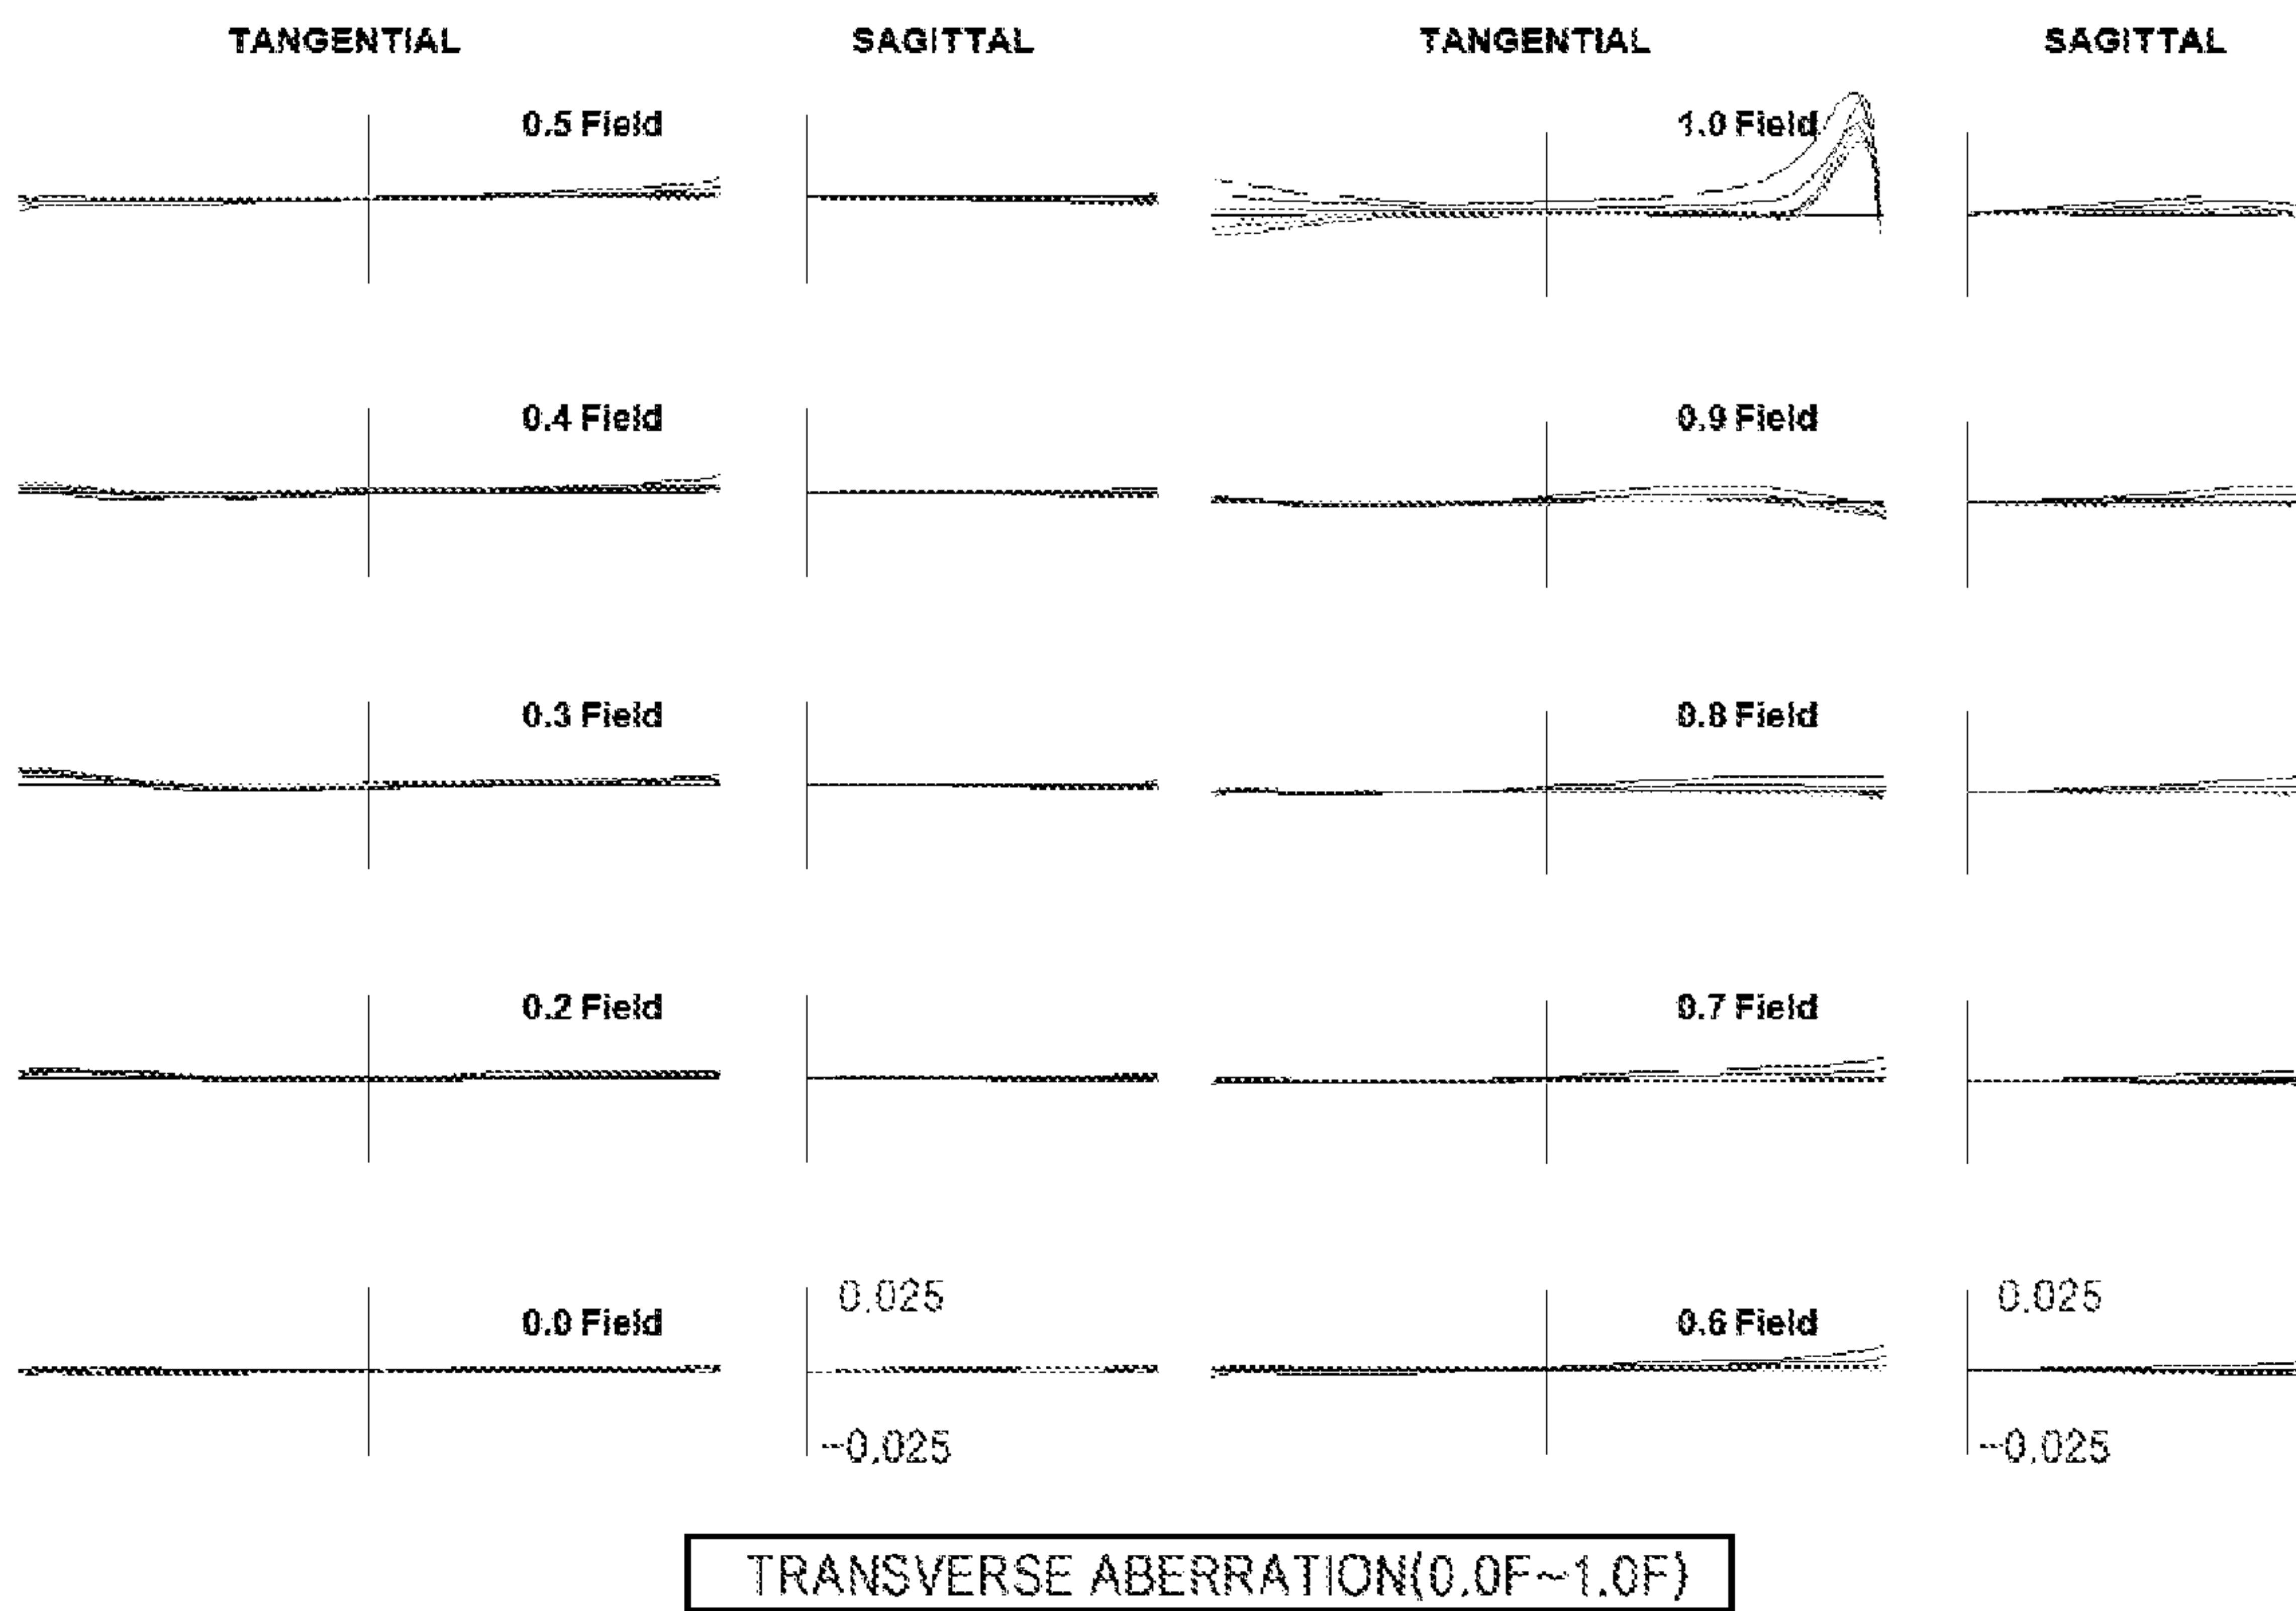 TANGENTIAL SAGITTAL TANGENTIAL SAGITTAL
0.5 Field 1.0 Field
0.4 Field 0.9 Field
0.3 Field 0.8 Field
0.2 Field 0.7 Field
0.025 0.025
0.0 Field 0.6 Field
-0.025 -0.025
TRANSVERSE ABERRATION(0.0F~1.0F)